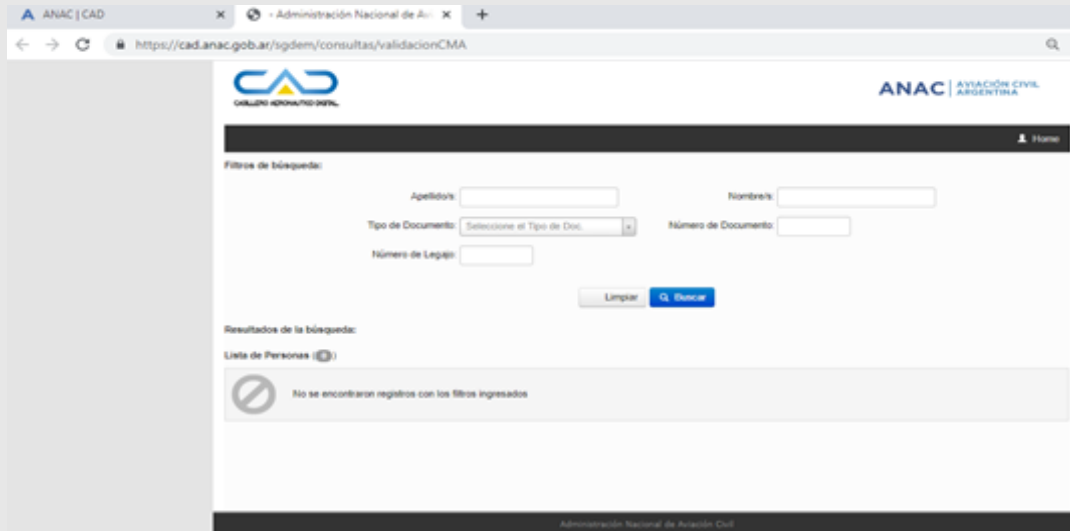 ANAC | CAD
- Administración Nacional de Av
https://cad.anac.gob.ar/sgdem/consultas/validacionCMA
CAD
CASILLERO AERONAUTICO DIGITAL
ANAC AVIACIÓN CIVIL
ARGENTINA
Home
Filtros de búsqueda:
Apellido/s:
Nombre/s:
Tipo de Documento: Seleccione el Tipo de Doc.
Número de Documento:
Número de Legajo:
Limpiar Buscar
Resultados de la búsqueda:
Lista de Personas (0)
No se encontraron registros con los filtros ingresados
Administración Nacional de Aviación Civil